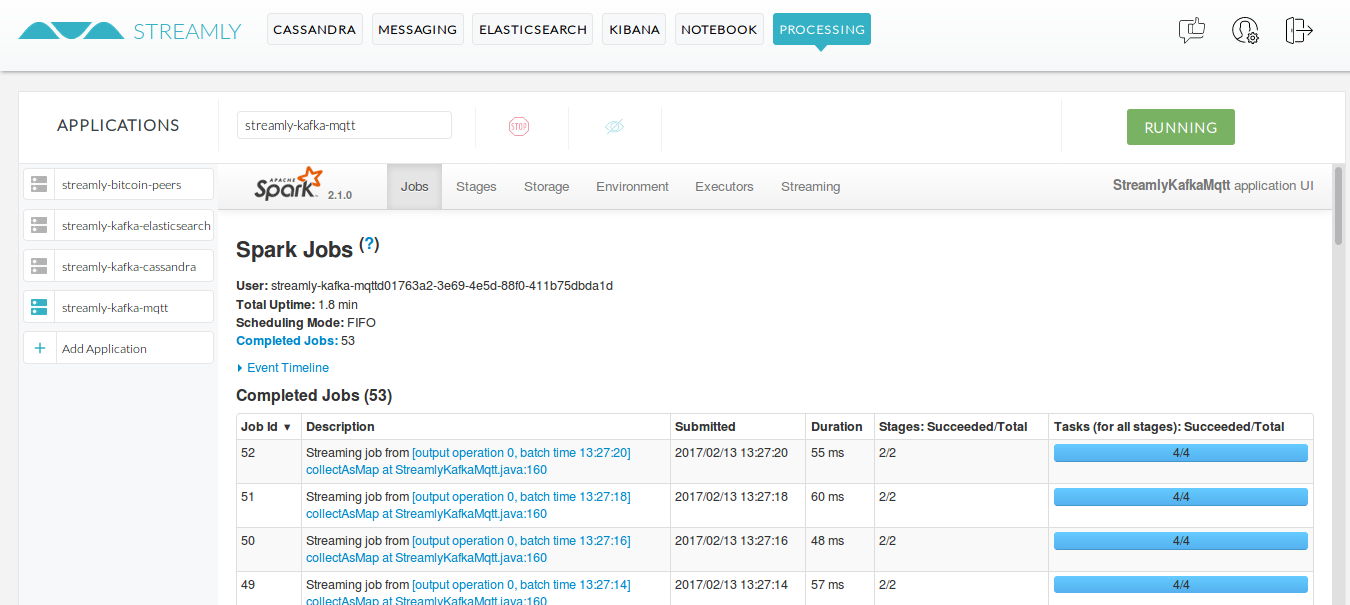 STREAMLY
CASSANDRA MESSAGING ELASTICSEARCH KIBANA NOTEBOOK PROCESSING
APPLICATIONS streamly-kafka-mqtt STOP RUNNING
streamly-bitcoin-peers
streamly-kafka-elasticsearch
streamly-kafka-cassandra
streamly-kafka-mqtt
+ Add Application
APACHE Spark 2.1.0 Jobs Stages Storage Environment Executors Streaming StreamlyKafkaMqtt application UI
Spark Jobs (?)
User: streamly-kafka-mqttd01763a2-3e69-4e5d-88f0-411b75dbda1d
Total Uptime: 1.8 min
Scheduling Mode: FIFO
Completed Jobs: 53
Event Timeline
Completed Jobs (53)
Job Id ▾ Description Submitted Duration Stages: Succeeded/Total Tasks (for all stages): Succeeded/Total
52 Streaming job from [output operation 0, batch time 13:27:20] 2017/02/13 13:27:20 55 ms 2/2 4/4
collectAsMap at StreamlyKafkaMqtt.java:160
51 Streaming job from [output operation 0, batch time 13:27:18] 2017/02/13 13:27:18 60 ms 2/2 4/4
collectAsMap at StreamlyKafkaMqtt.java:160
50 Streaming job from [output operation 0, batch time 13:27:16] 2017/02/13 13:27:16 48 ms 2/2 4/4
collectAsMap at StreamlyKafkaMqtt.java:160
49 Streaming job from [output operation 0, batch time 13:27:14] 2017/02/13 13:27:14 57 ms 2/2 4/4
collectAsMap at StreamlyKafkaMqtt.java:160